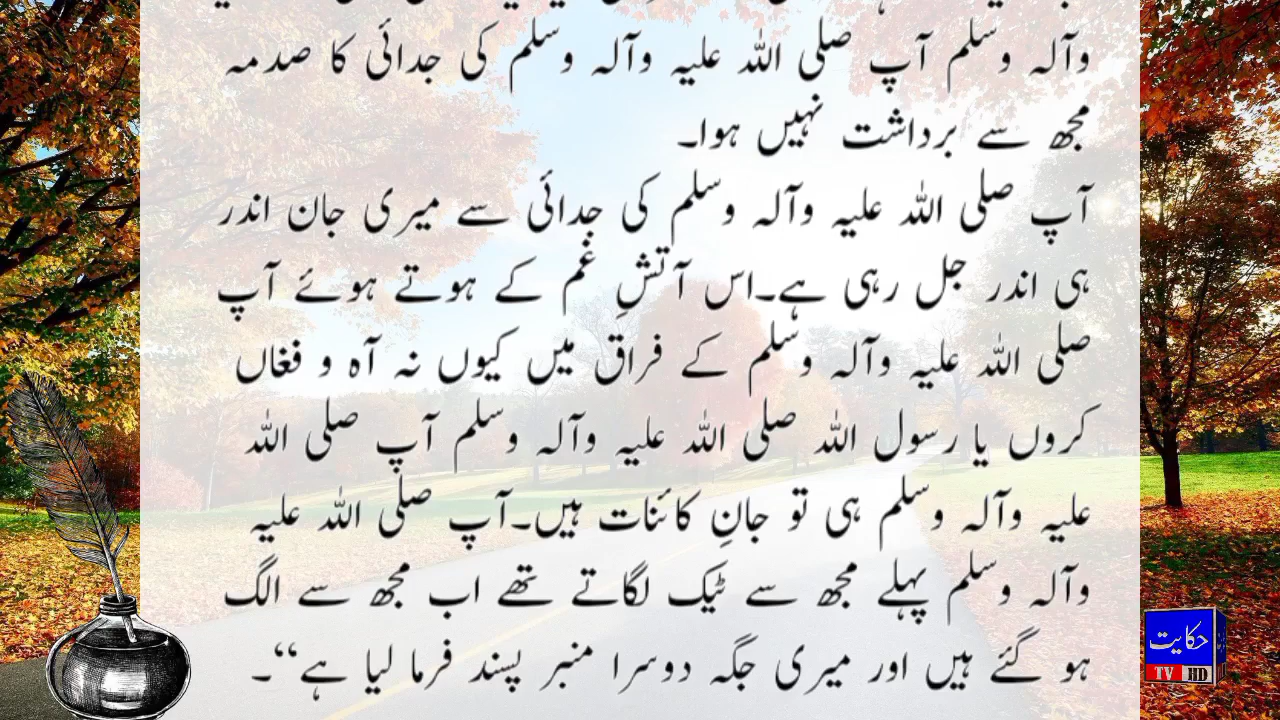 وآلہ وسلم آپ صلی اللہ علیہ وآلہ وسلم کی جدائی کا صدمہ
مجھ سے برداشت نہیں ہوا۔
آپ صلی اللہ علیہ وآلہ وسلم کی جدائی سے میری جان اندر
ہی اندر جل رہی ہے۔اس آتشِ غم کے ہوتے ہوئے آپ
صلی اللہ علیہ وآلہ وسلم کے فراق میں کیوں نہ آہ و فغاں
کروں یا رسول اللہ صلی اللہ علیہ وآلہ وسلم آپ صلی اللہ
علیہ وآلہ وسلم ہی تو جانِ کائنات ہیں۔آپ صلی اللہ علیہ
وآلہ وسلم پہلے مجھ سے ٹیک لگاتے تھے اب مجھ سے الگ
ہو گئے ہیں اور میری جگہ دوسرا منبر پسند فرما لیا ہے‘‘۔
حکایت
TV HD